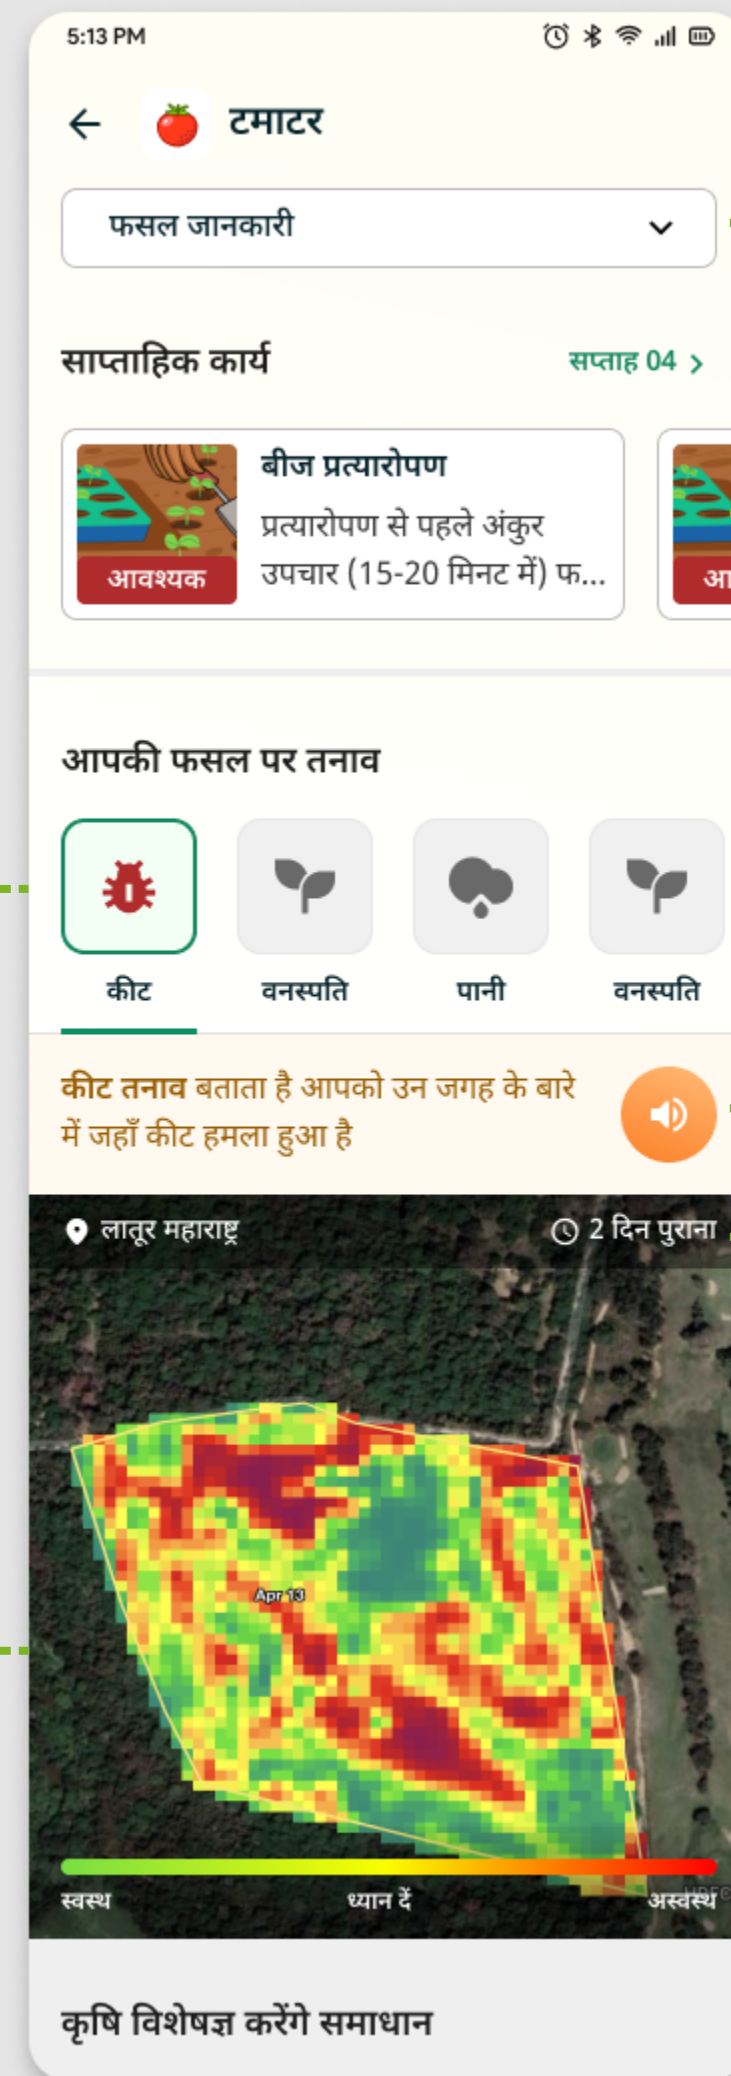 5:13 PM
टमाटर
फसल जानकारी
साप्ताहिक कार्य
सप्ताह 04
बीज प्रत्यारोपण
प्रत्यारोपण से पहले अंकुर
उपचार (15-20 मिनट में) फ...
आवश्यक
आ
आपकी फसल पर तनाव
कीट
वनस्पति
पानी
वनस्पति
कीट तनाव बताता है आपको उन जगह के बारे
में जहाँ कीट हमला हुआ है
लातूर महाराष्ट्र
2 दिन पुराना
Apr 13
स्वस्थ
ध्यान दें
अस्वस्थ
कृषि विशेषज्ञ करेंगे समाधान